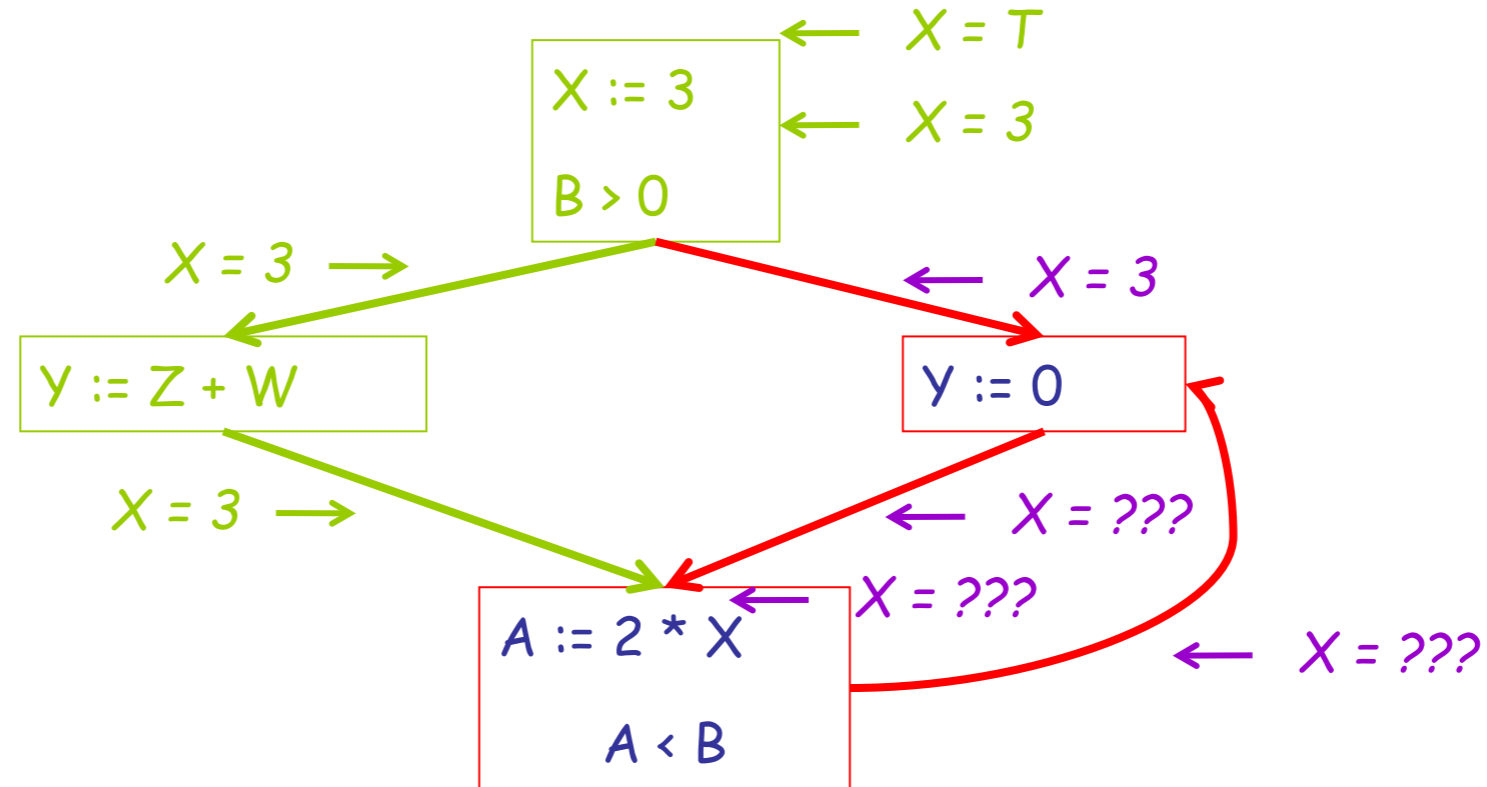 X = T
X := 3
X = 3
B > 0
X = 3
X = 3
Y := Z + W
Y := 0
X = 3
X = ???
X = ???
A := 2 * X
X = ???
A < B